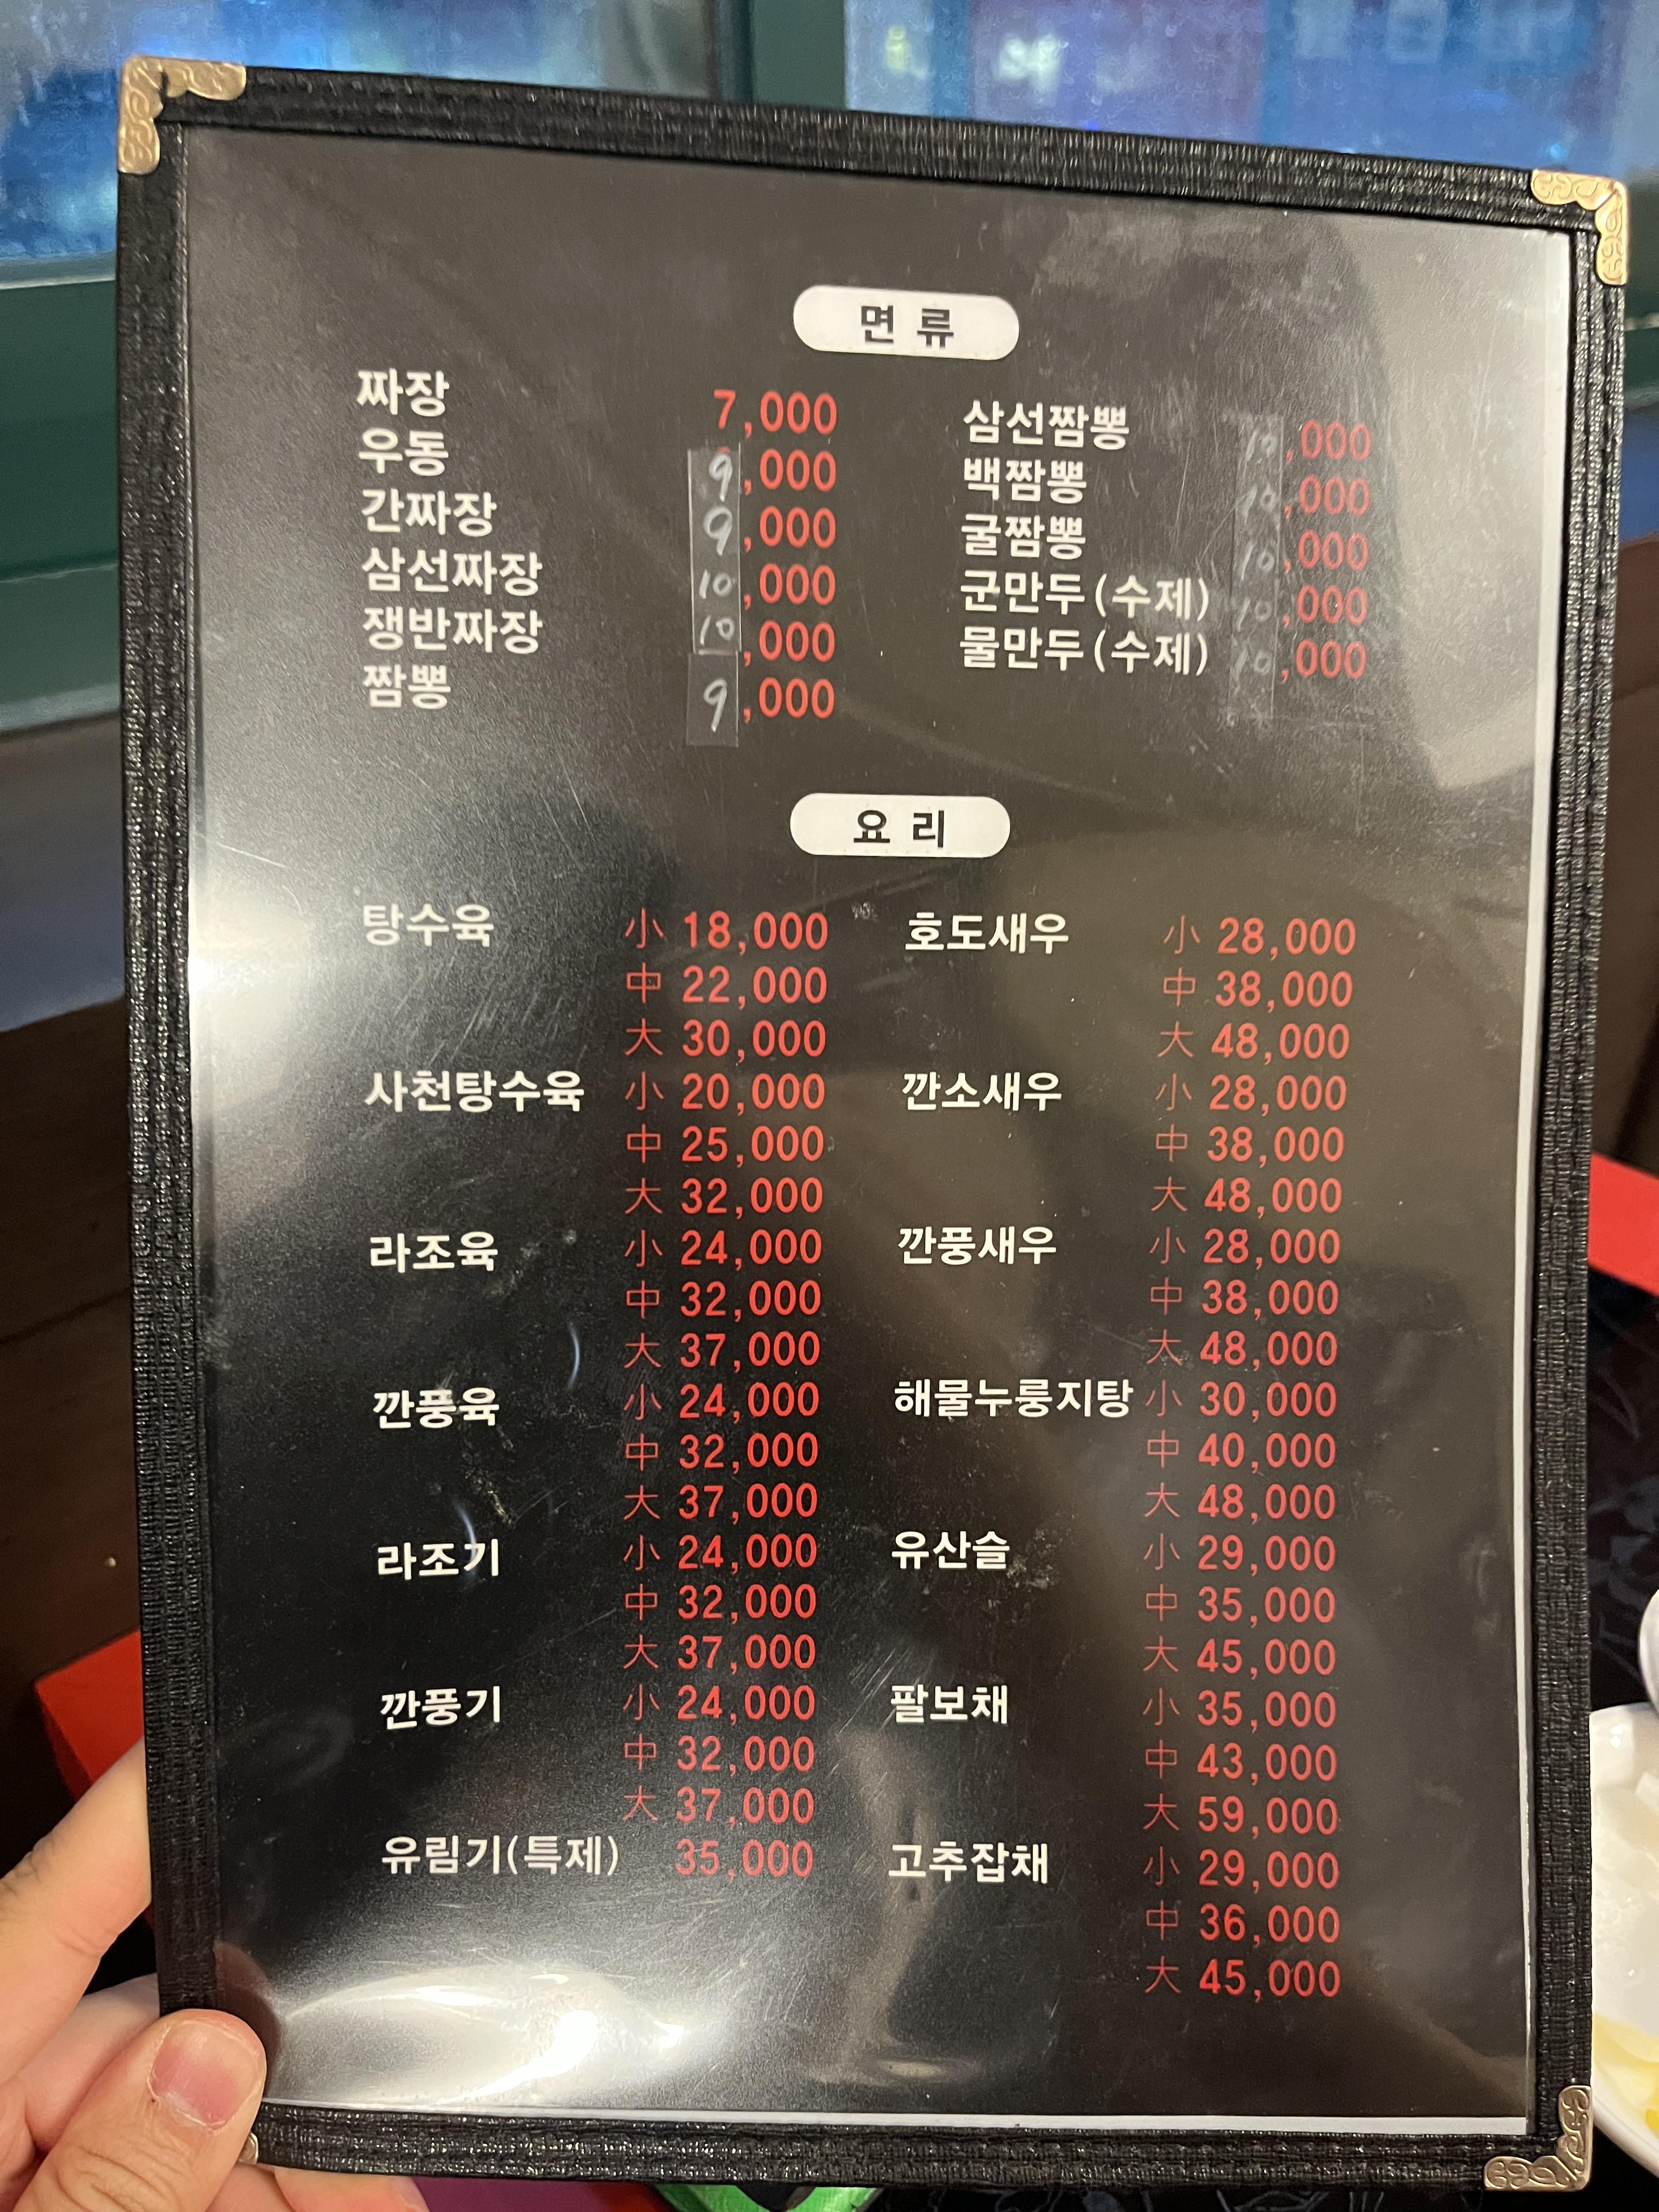 면류
짜장 7,000
우동 9,000
간짜장 9,000
삼선짜장 10,000
쟁반짜장 10,000
짬뽕 9,000
삼선짬뽕 10,000
백짬뽕 10,000
굴짬뽕 10,000
군만두(수제) 10,000
물만두(수제) 10,000
요리
탕수육 小 18,000
中 22,000
大 30,000
사천탕수육 小 20,000
中 25,000
大 32,000
라조육 小 24,000
中 32,000
大 37,000
깐풍육 小 24,000
中 32,000
大 37,000
라조기 小 24,000
中 32,000
大 37,000
깐풍기 小 24,000
中 32,000
大 37,000
유림기(특제) 35,000
호도새우 小 28,000
中 38,000
大 48,000
깐소새우 小 28,000
中 38,000
大 48,000
깐풍새우 小 28,000
中 38,000
大 48,000
해물누룽지탕 小 30,000
中 40,000
大 48,000
유산슬 小 29,000
中 35,000
大 45,000
팔보채 小 35,000
中 43,000
大 59,000
고추잡채 小 29,000
中 36,000
大 45,000